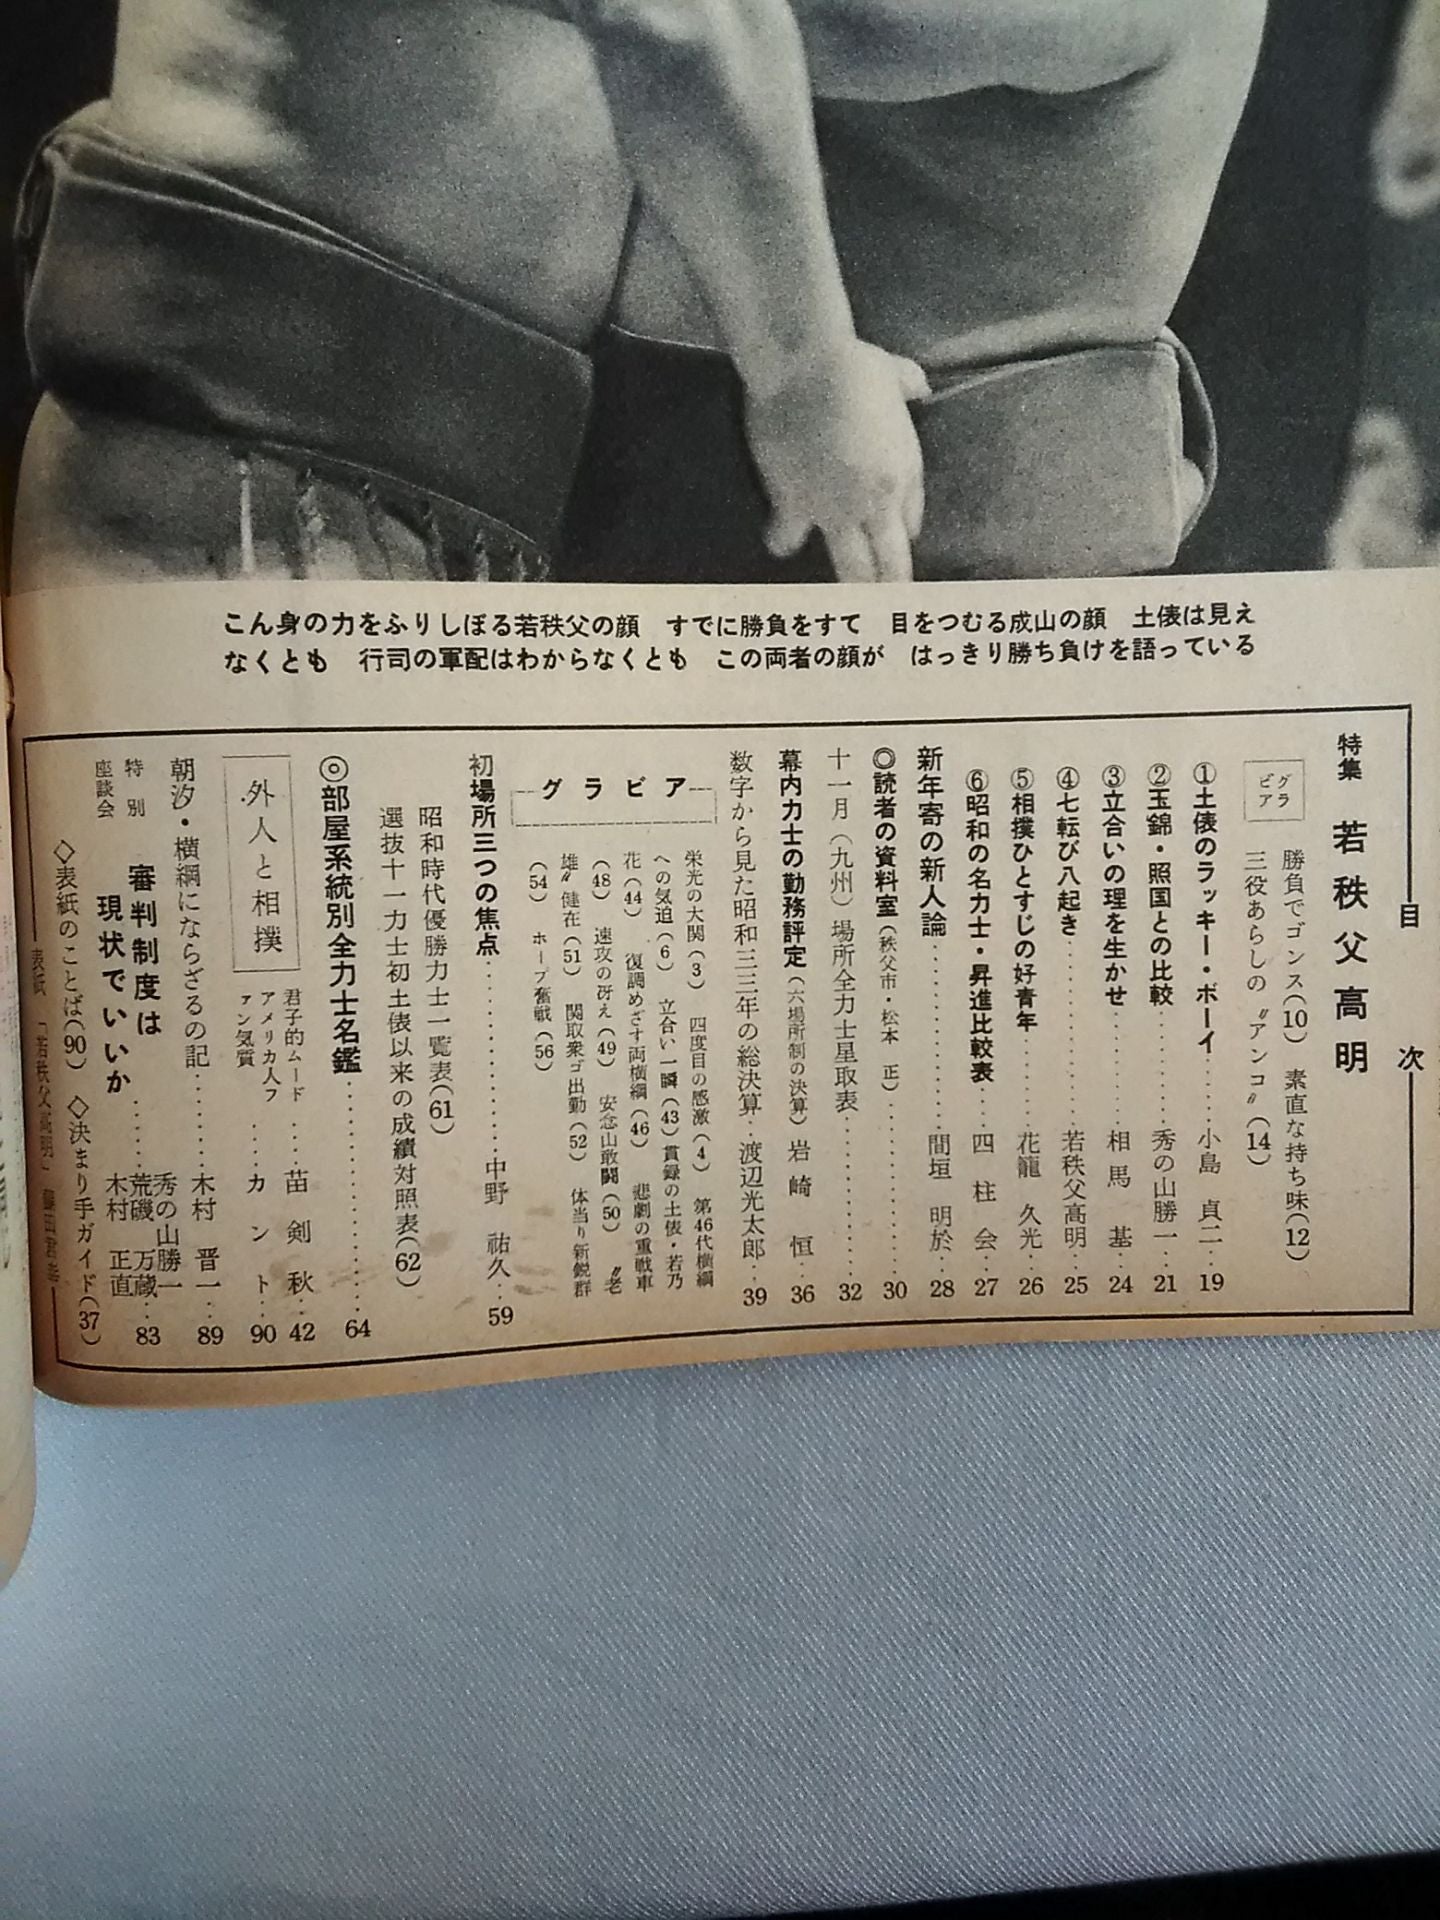 こん身の力をふりしぼる若秩父の顔　すでに勝負をすて　目をつむる成山の顔　土俵は見え
なくとも　行司の軍配はわからなくとも　この両者の顔が　はっきり勝ち負けを語っている
目次
特集　若秩父高明
グラビア
勝負でゴンス(10)　素直な持ち味(12)
三役あらしの〝アンコ〟(14)
①土俵のラッキー・ボーイ……小島　貞二…19
②玉錦・照国との比較……秀の山勝一…21
③立合いの理を生かせ……相馬　基…24
④七転び八起き……若秩父高明…25
⑤相撲ひとすじの好青年……花籠　久光…26
⑥昭和の名力士・昇進比較表……四柱会…27
新年寄の新人論……間垣　明於…28
◎読者の資料室（秩父市・松本　正）……30
十一月（九州）場所全力士星取表……32
幕内力士の勤務評定（六場所制の決算）岩崎　恒…36
数字から見た昭和三三年の総決算…渡辺光太郎…39
グラビア
栄光の大関(3)　四度目の感激(4)　第46代横綱
への気迫(6)　立合い一瞬(43)貫録の土俵・若乃
花(44)　復調めざす両横綱(46)　悲劇の重戦車
(48)　速攻の冴え(49)　安念山敢闘(50)　〝老
雄〟健在(51)　関取衆ゴ出勤(52)　体当り新鋭群
(54)　ホープ奮戦(56)
初場所三つの焦点……中野　祐久…59
昭和時代優勝力士一覧表(61)
選抜十一力士初土俵以来の成績対照表(62)
◎部屋系統別全力士名鑑……64
外人と相撲
君子的ムード……苗　剣秋…42
アメリカ人ファン気質……カント…90
朝汐・横綱にならざるの記……木村　晋一…89
特別座談会
審判制度は
現状でいいか……
秀の山勝一
荒磯　万蔵…83
木村　正直
◇表紙のことば(90)　◇決まり手ガイド(37)
表紙　「若秩父高明」